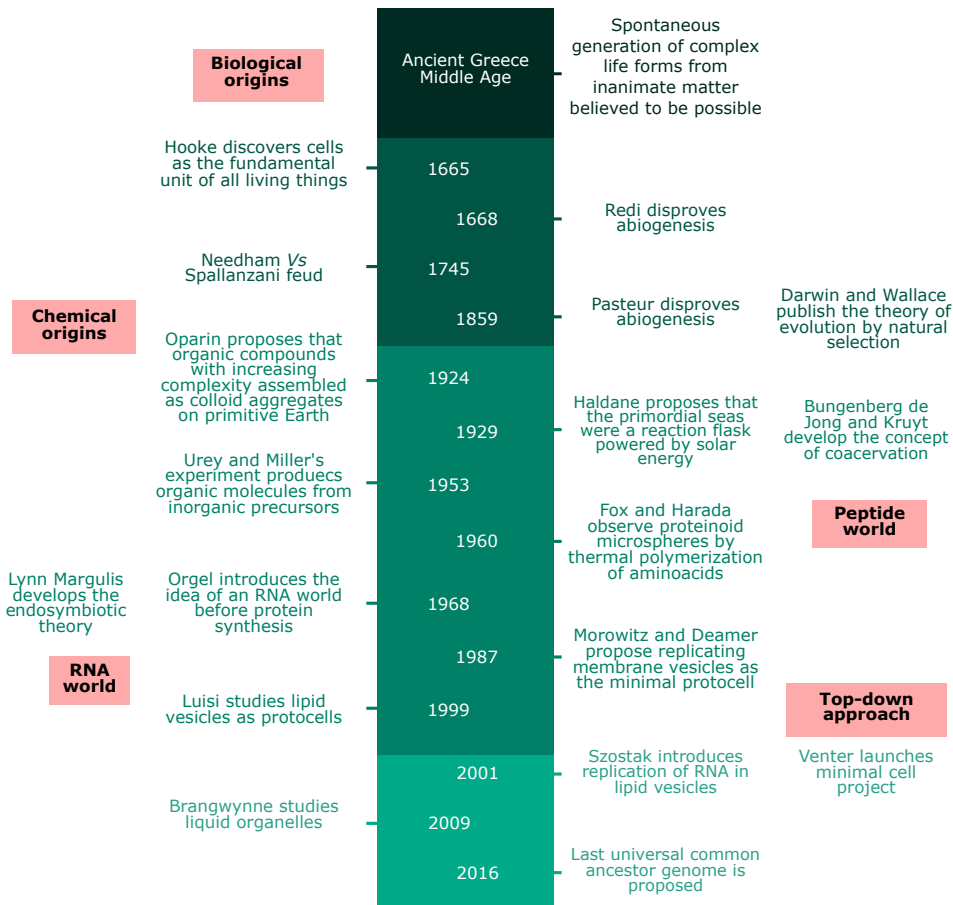 Ancient Greece
Middle Age
Spontaneous
generation of complex
life forms from
inanimate matter
believed to be possible
Biological
origins
Hooke discovers cells
as the fundamental
unit of all living things
1665
1668
Redi disproves
abiogenesis
Needham Vs
Spallanzani feud
1745
Chemical
origins
1859
Pasteur disproves
abiogenesis
Darwin and Wallace
publish the theory of
evolution by natural
selection
Oparin proposes that
organic compounds
with increasing
complexity assembled
as colloid aggregates
on primitive Earth
1924
1929
Haldane proposes that
the primordial seas
were a reaction flask
powered by solar
energy
Bungenberg de
Jong and Kruyt
develop the concept
of coacervation
Urey and Miller's
experiment produecs
organic molecules from
inorganic precursors
1953
1960
Fox and Harada
observe proteinoid
microspheres by
thermal polymerization
of aminoacids
Peptide
world
Lynn Margulis
develops the
endosymbiotic
theory
Orgel introduces the
idea of an RNA world
before protein
synthesis
1968
1987
Morowitz and Deamer
propose replicating
membrane vesicles as
the minimal protocell
RNA
world
Luisi studies lipid
vesicles as protocells
1999
Top-down
approach
2001
Szostak introduces
replication of RNA in
lipid vesicles
Venter launches
minimal cell
project
Brangwynne studies
liquid organelles
2009
2016
Last universal common
ancestor genome is
proposed